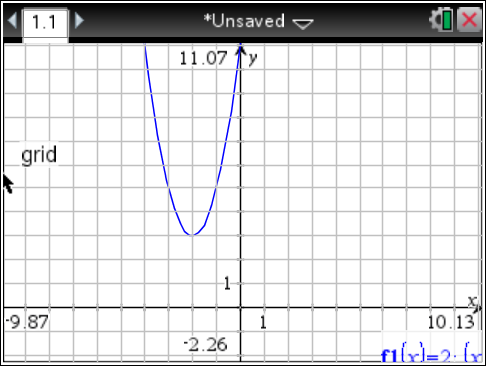 1.1 *Unsaved
11.07 y
grid
1
x
-9.87 1 10.13
-2.26
f1(x)=2·(x